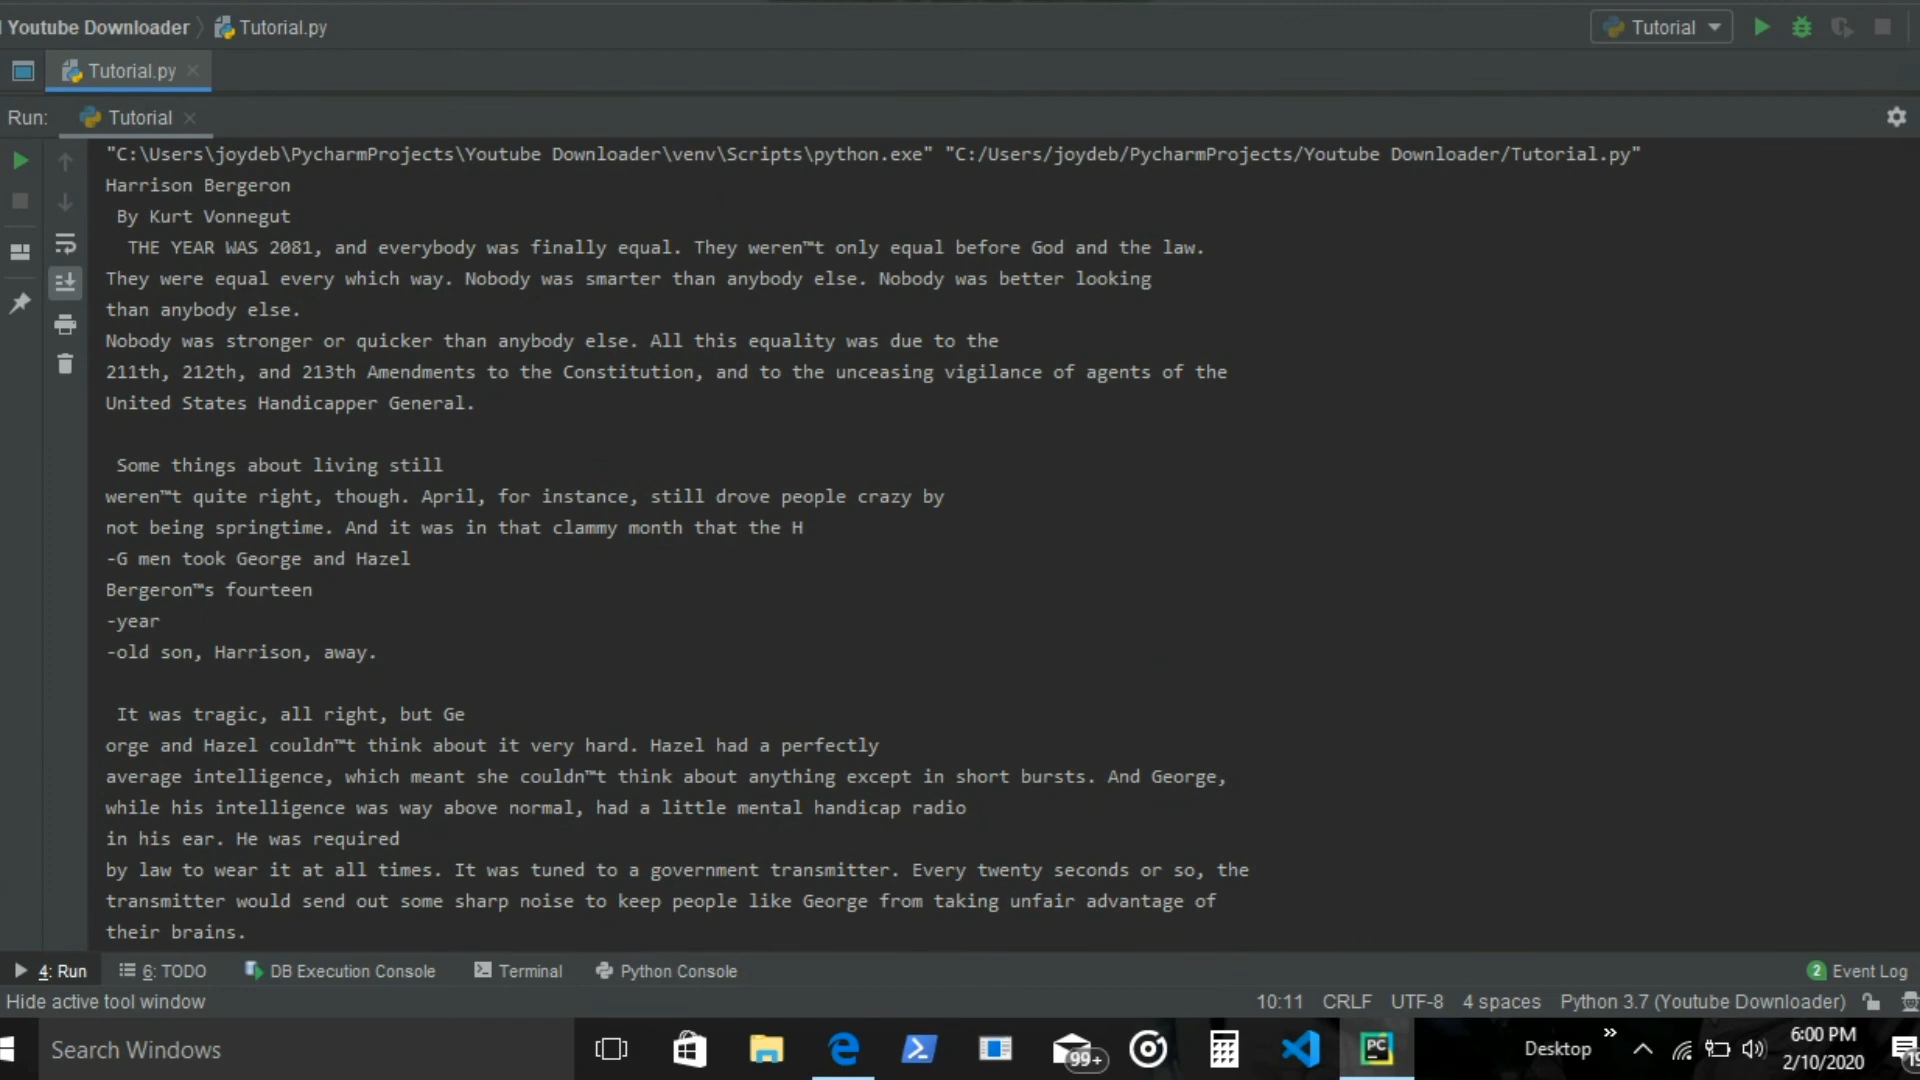 Youtube Downloader
Tutorial.py
Tutorial
Tutorial.py
Run:
Tutorial
"C:\Users\joydeb\PycharmProjects\Youtube Downloader\venv\Scripts\python.exe" "C:/Users/joydeb/PycharmProjects/Youtube Downloader/Tutorial.py"
Harrison Bergeron
By Kurt Vonnegut
THE YEAR WAS 2081, and everybody was finally equal. They weren™t only equal before God and the law.
They were equal every which way. Nobody was smarter than anybody else. Nobody was better looking
than anybody else.
Nobody was stronger or quicker than anybody else. All this equality was due to the
211th, 212th, and 213th Amendments to the Constitution, and to the unceasing vigilance of agents of the
United States Handicapper General.
Some things about living still
weren™t quite right, though. April, for instance, still drove people crazy by
not being springtime. And it was in that clammy month that the H
-G men took George and Hazel
Bergeron™s fourteen
-year
-old son, Harrison, away.
It was tragic, all right, but Ge
orge and Hazel couldn™t think about it very hard. Hazel had a perfectly
average intelligence, which meant she couldn™t think about anything except in short bursts. And George,
while his intelligence was way above normal, had a little mental handicap radio
in his ear. He was required
by law to wear it at all times. It was tuned to a government transmitter. Every twenty seconds or so, the
transmitter would send out some sharp noise to keep people like George from taking unfair advantage of
their brains.
4: Run
6: TODO
DB Execution Console
Terminal
Python Console
2 Event Log
Hide active tool window
10:11 CRLF UTF-8 4 spaces Python 3.7 (Youtube Downloader)
Search Windows
99+
PC
Desktop
6:00 PM
2/10/2020